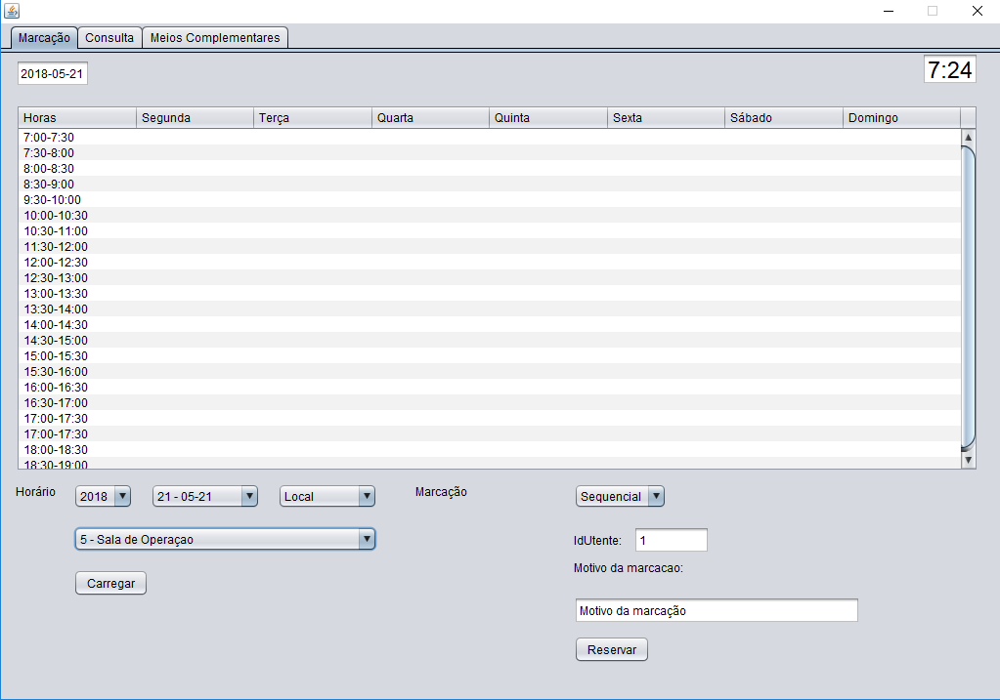 Marcação Consulta Meios Complementares
2018-05-21 7:24
Horas Segunda Terça Quarta Quinta Sexta Sábado Domingo
7:00-7:30
7:30-8:00
8:00-8:30
8:30-9:00
9:30-10:00
10:00-10:30
10:30-11:00
11:30-12:00
12:00-12:30
12:30-13:00
13:00-13:30
13:30-14:00
14:00-14:30
14:30-15:00
15:00-15:30
15:30-16:00
16:00-16:30
16:30-17:00
17:00-17:30
17:00-17:30
18:00-18:30
18:30-19:00
Horário 2018 21 - 05-21 Local Marcação Sequencial
5 - Sala de Operaçao IdUtente: 1
Motivo da marcacao:
Carregar
Motivo da marcação
Reservar